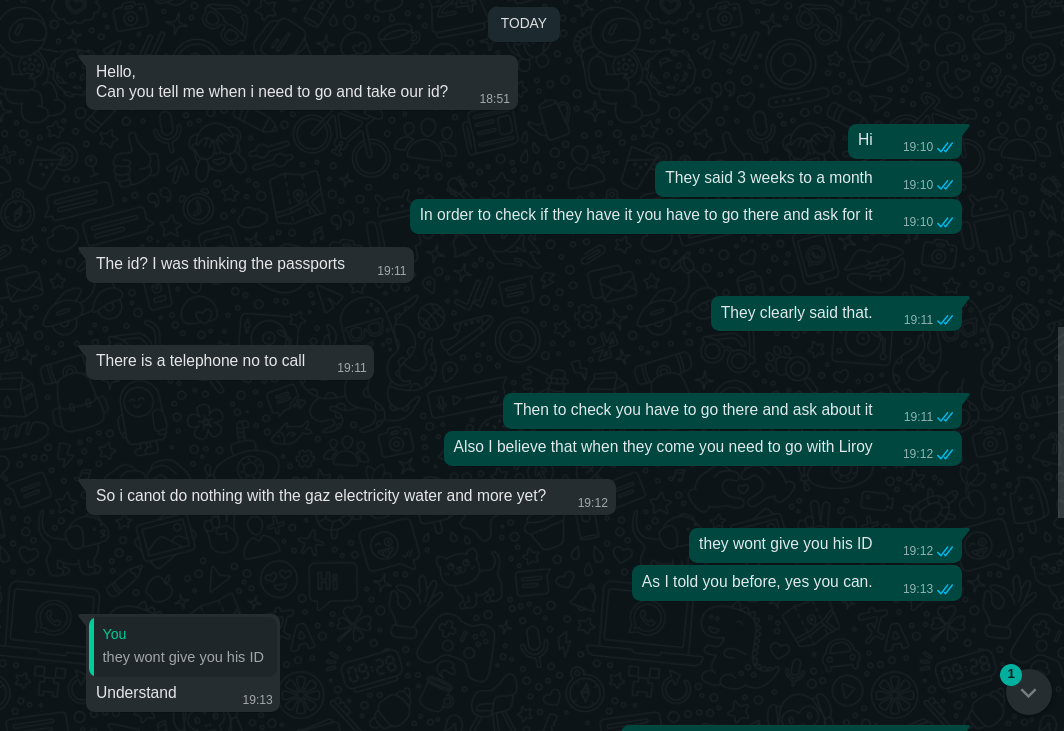 TODAY
Hello,
Can you tell me when i need to go and take our id?
18:51
Hi
19:10
They said 3 weeks to a month
19:10
In order to check if they have it you have to go there and ask for it
19:10
The id? I was thinking the passports
19:11
They clearly said that.
19:11
There is a telephone no to call
19:11
Then to check you have to go there and ask about it
19:11
Also I believe that when they come you need to go with Liroy
19:12
So i canot do nothing with the gaz electricity water and more yet?
19:12
they wont give you his ID
19:12
As I told you before, yes you can.
19:13
You
they wont give you his ID
Understand
19:13
1